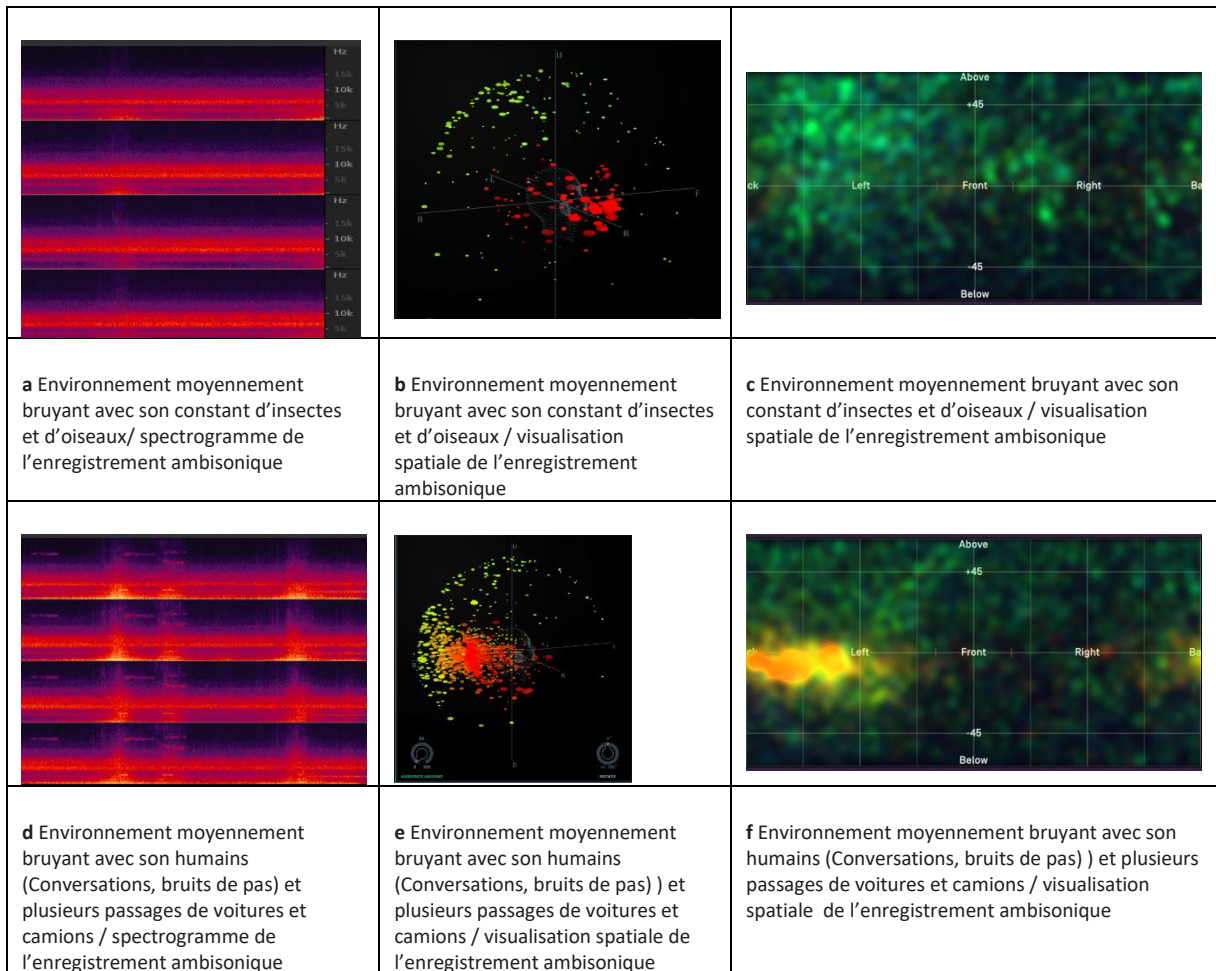 Hz
15k
10k
5k
Hz
15k
10k
5k
Hz
15k
10k
5k
Hz
15k
10k
5k
U
L
F
B
R
Above
+45
ck Left Front Right Ba
-45
Below
a Environnement moyennement
bruyant avec son constant d’insectes
et d’oiseaux/ spectrogramme de
l’enregistrement ambisonique
b Environnement moyennement
bruyant avec son constant d’insectes
et d’oiseaux / visualisation
spatiale de l’enregistrement
ambisonique
c Environnement moyennement bruyant avec son
constant d’insectes et d’oiseaux / visualisation
spatiale de l’enregistrement ambisonique
U
R
D
AMBIENCE AMOUNT
ROTATE
Above
+45
Left Front Right Ba
-45
Below
d Environnement moyennement
bruyant avec son humains
(Conversations, bruits de pas) et
plusieurs passages de voitures et
camions / spectrogramme de
l’enregistrement ambisonique
e Environnement moyennement
bruyant avec son humains
(Conversations, bruits de pas) ) et
plusieurs passages de voitures et
camions / visualisation spatiale de
l’enregistrement ambisonique
f Environnement moyennement bruyant avec son
humains (Conversations, bruits de pas) ) et plusieurs
passages de voitures et camions / visualisation
spatiale de l’enregistrement ambisonique